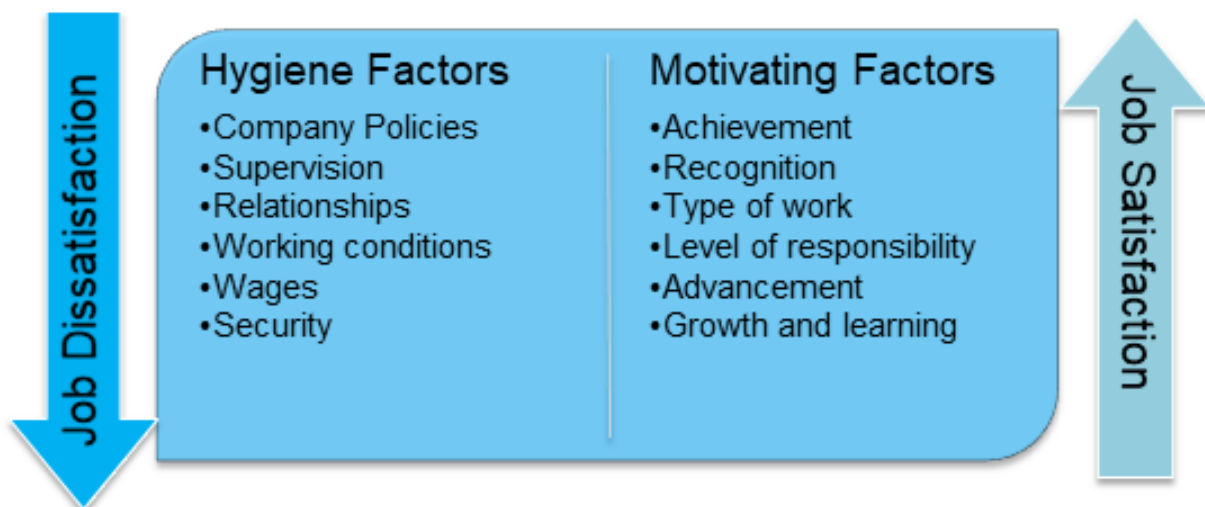 Job Dissatisfaction
Hygiene Factors
•Company Policies
•Supervision
•Relationships
•Working conditions
•Wages
•Security
Motivating Factors
•Achievement
•Recognition
•Type of work
•Level of responsibility
•Advancement
•Growth and learning
Job Satisfaction